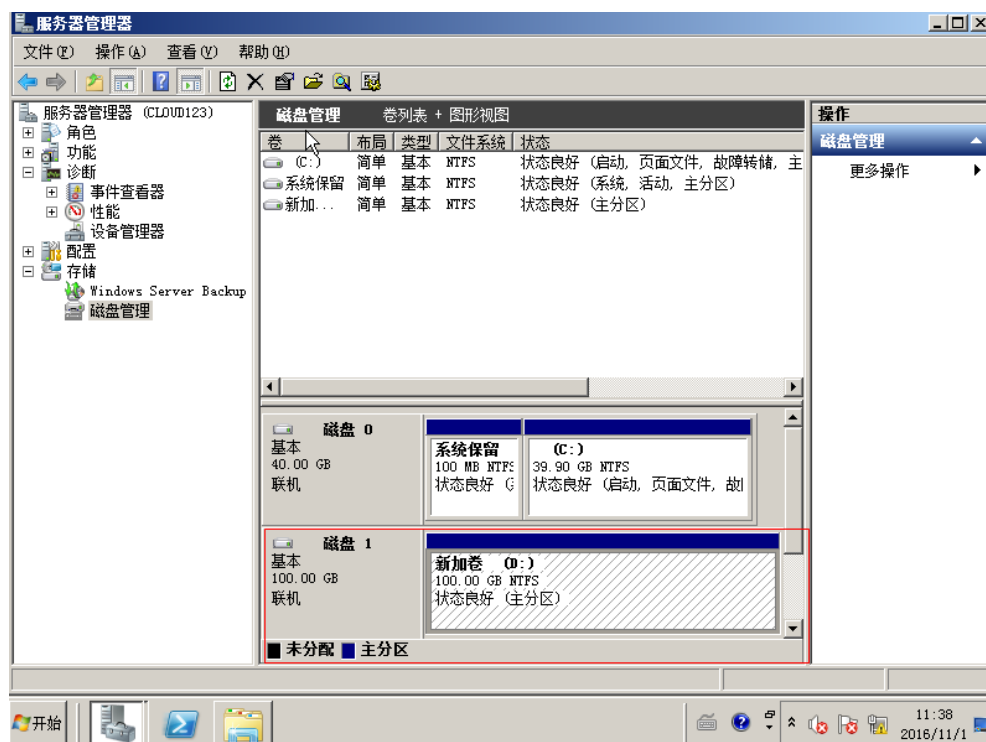 服务器管理器
文件(F) 操作(A) 查看(V) 帮助(H)
服务器管理器 (CLOUD123)
角色
功能
诊断
事件查看器
性能
设备管理器
配置
存储
Windows Server Backup
磁盘管理
磁盘管理 卷列表 + 图形视图
卷 布局 类型 文件系统 状态
(C:) 简单 基本 NTFS 状态良好 (启动, 页面文件, 故障转储, 主
系统保留 简单 基本 NTFS 状态良好 (系统, 活动, 主分区)
新加... 简单 基本 NTFS 状态良好 (主分区)
磁盘 0
基本
40.00 GB
联机
系统保留
100 MB NTFS
状态良好 (
(C:)
39.90 GB NTFS
状态良好 (启动, 页面文件, 故
磁盘 1
基本
100.00 GB
联机
新加卷 (D:)
100.00 GB NTFS
状态良好 (主分区)
未分配 主分区
操作
磁盘管理
更多操作
开始
11:38
2016/11/1